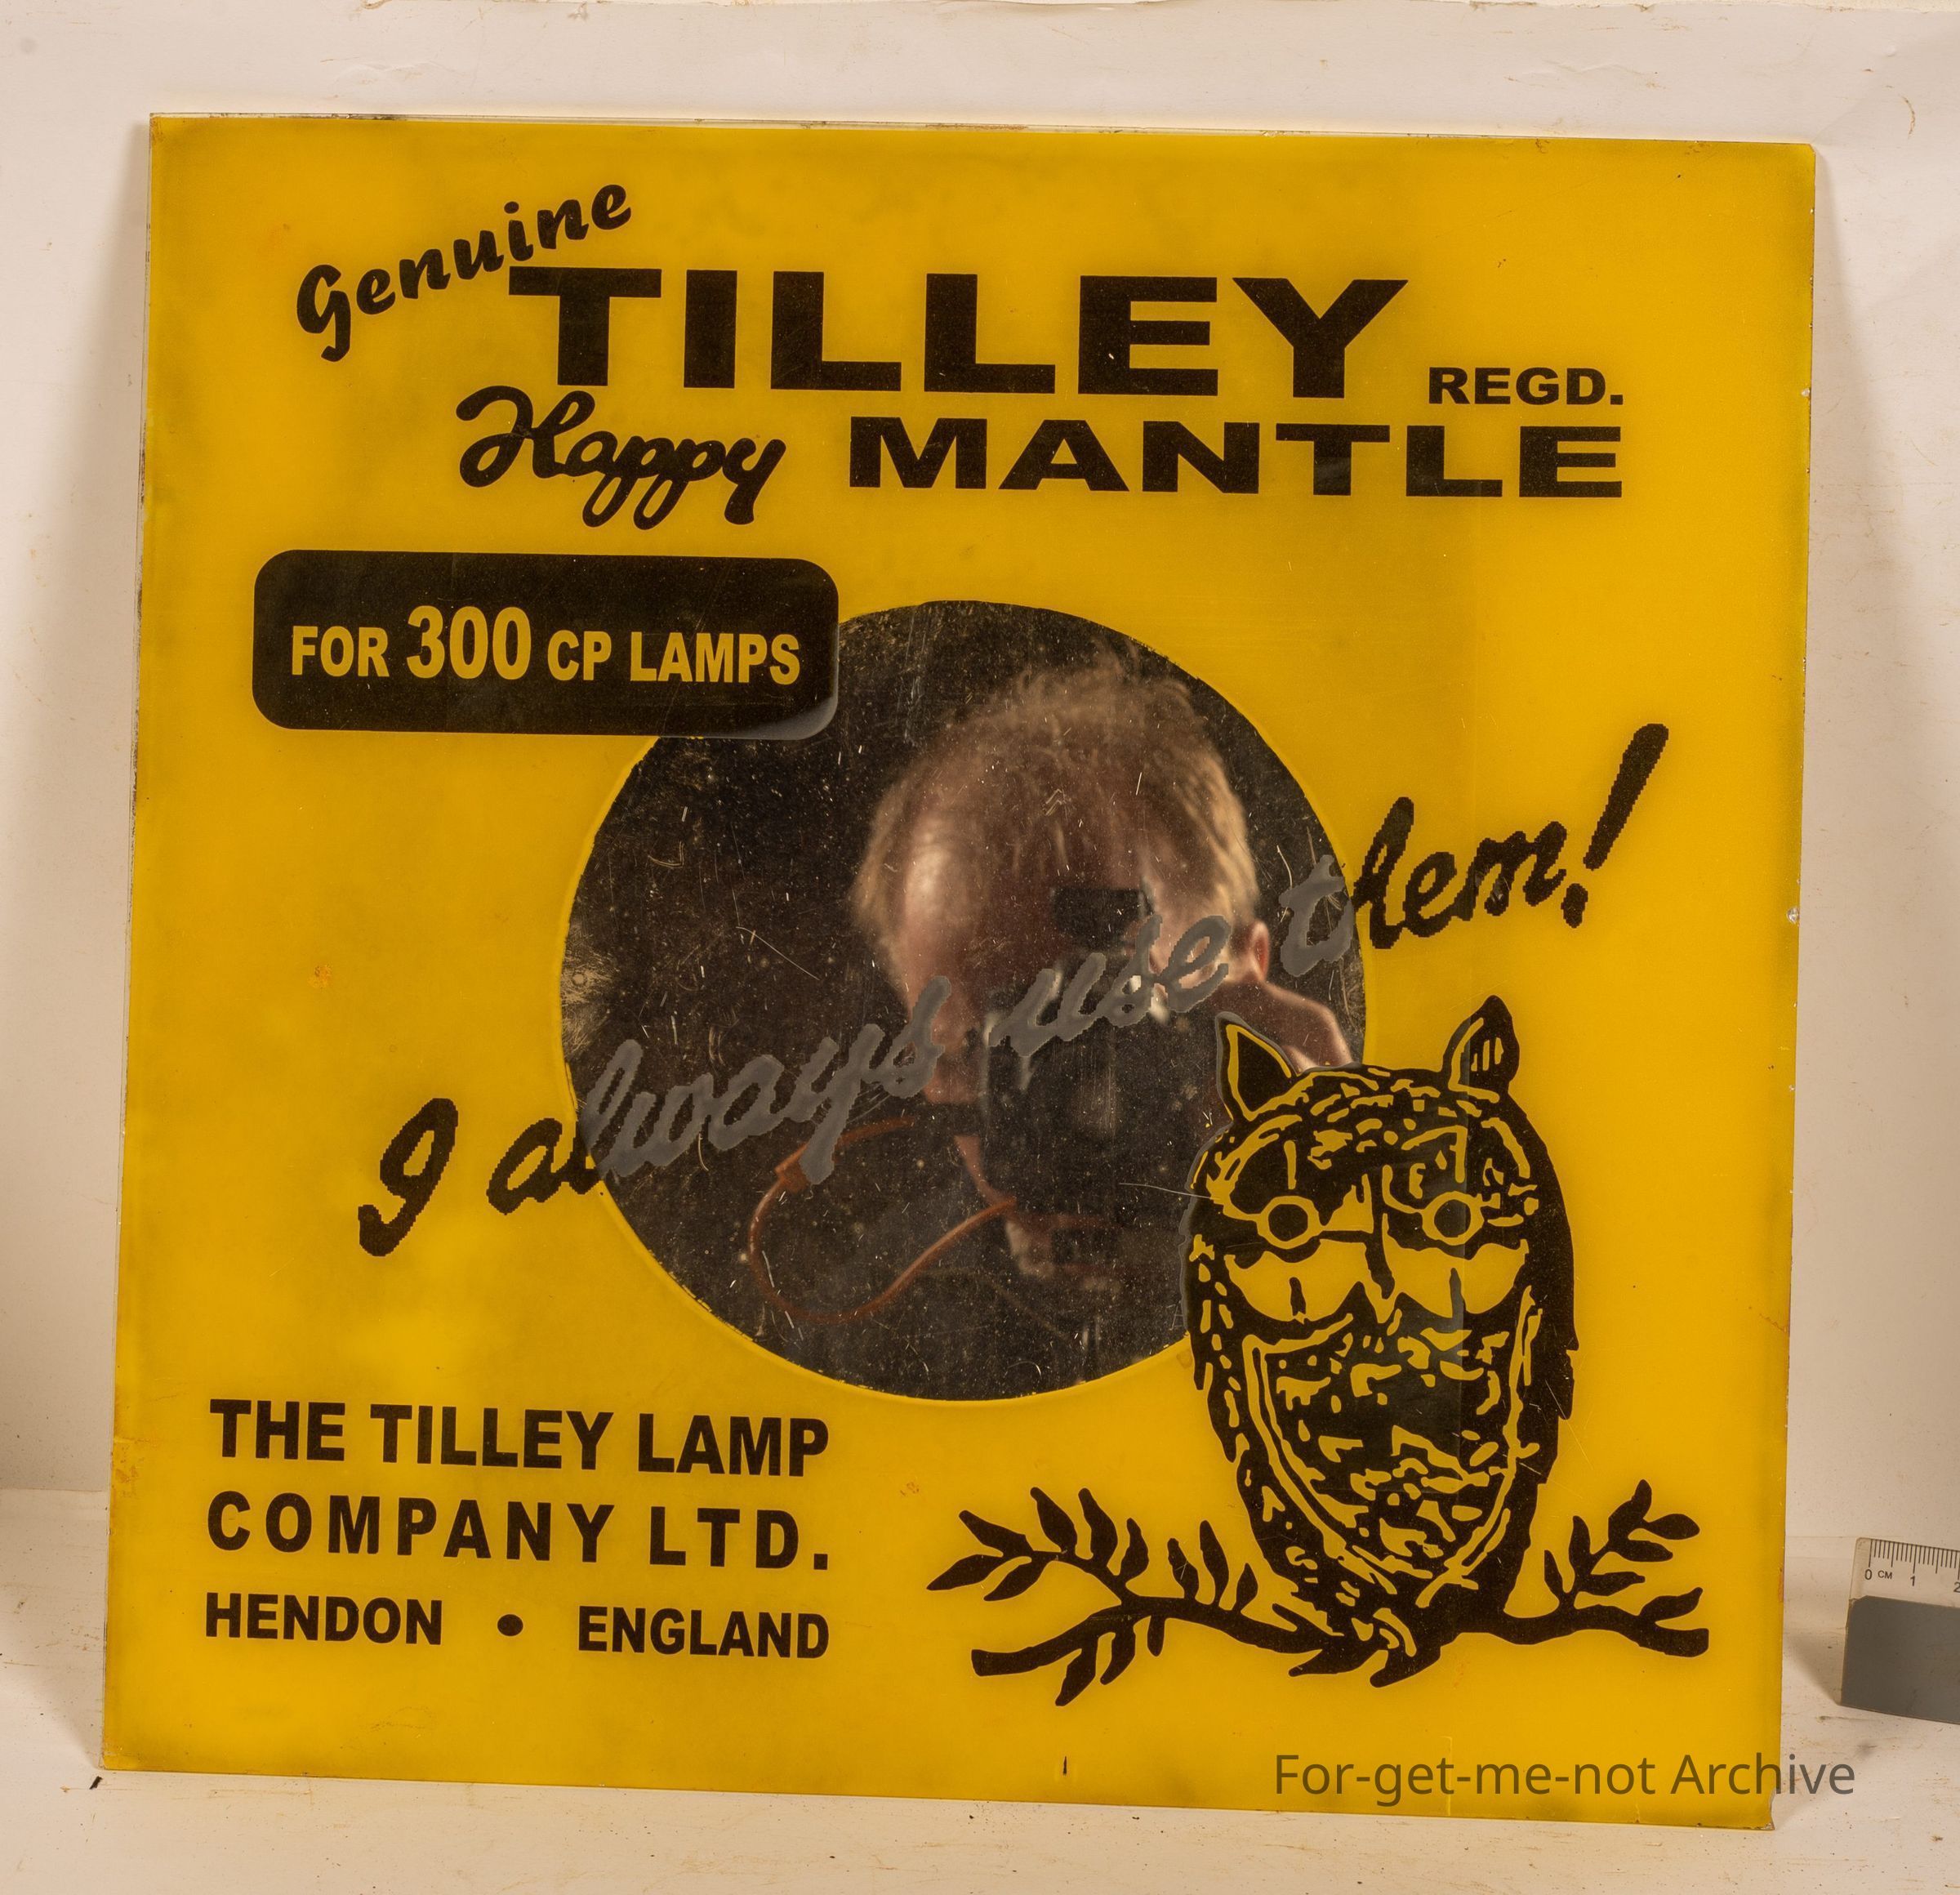 Genuine
TILLEY REGD.
Happy MANTLE
FOR 300 CP LAMPS
I always use them!
THE TILLEY LAMP
COMPANY LTD.
HENDON • ENGLAND
0 CM 1 2
For-get-me-not Archive